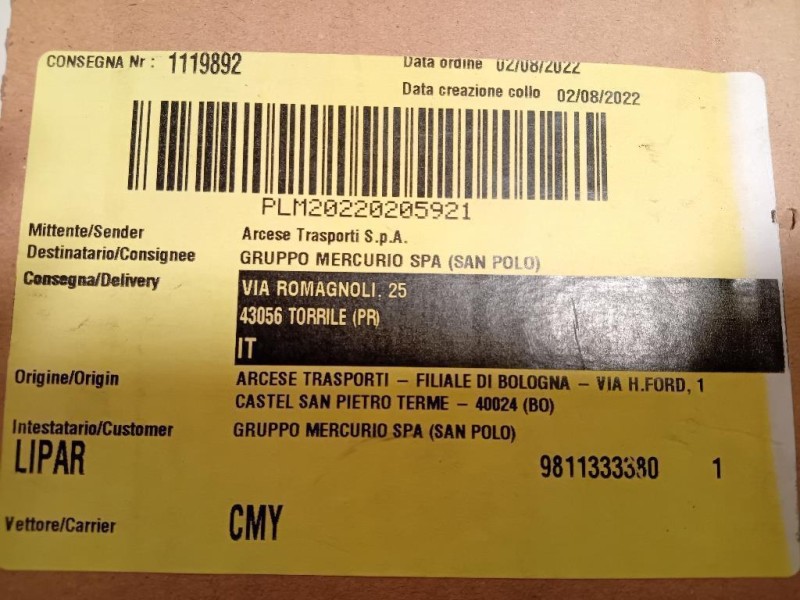 CONSEGNA Nr : 1119892 Data ordine 02/08/2022
Data creazione collo 02/08/2022
PLM20220205921
Mittente/Sender Arcese Trasporti S.p.A.
Destinatario/Consignee GRUPPO MERCURIO SPA (SAN POLO)
Consegna/Delivery VIA ROMAGNOLI, 25
43056 TORRILE (PR)
IT
Origine/Origin ARCESE TRASPORTI – FILIALE DI BOLOGNA – VIA H.FORD, 1
CASTEL SAN PIETRO TERME – 40024 (BO)
Intestatario/Customer GRUPPO MERCURIO SPA (SAN POLO)
LIPAR 9811333380 1
Vettore/Carrier CMY